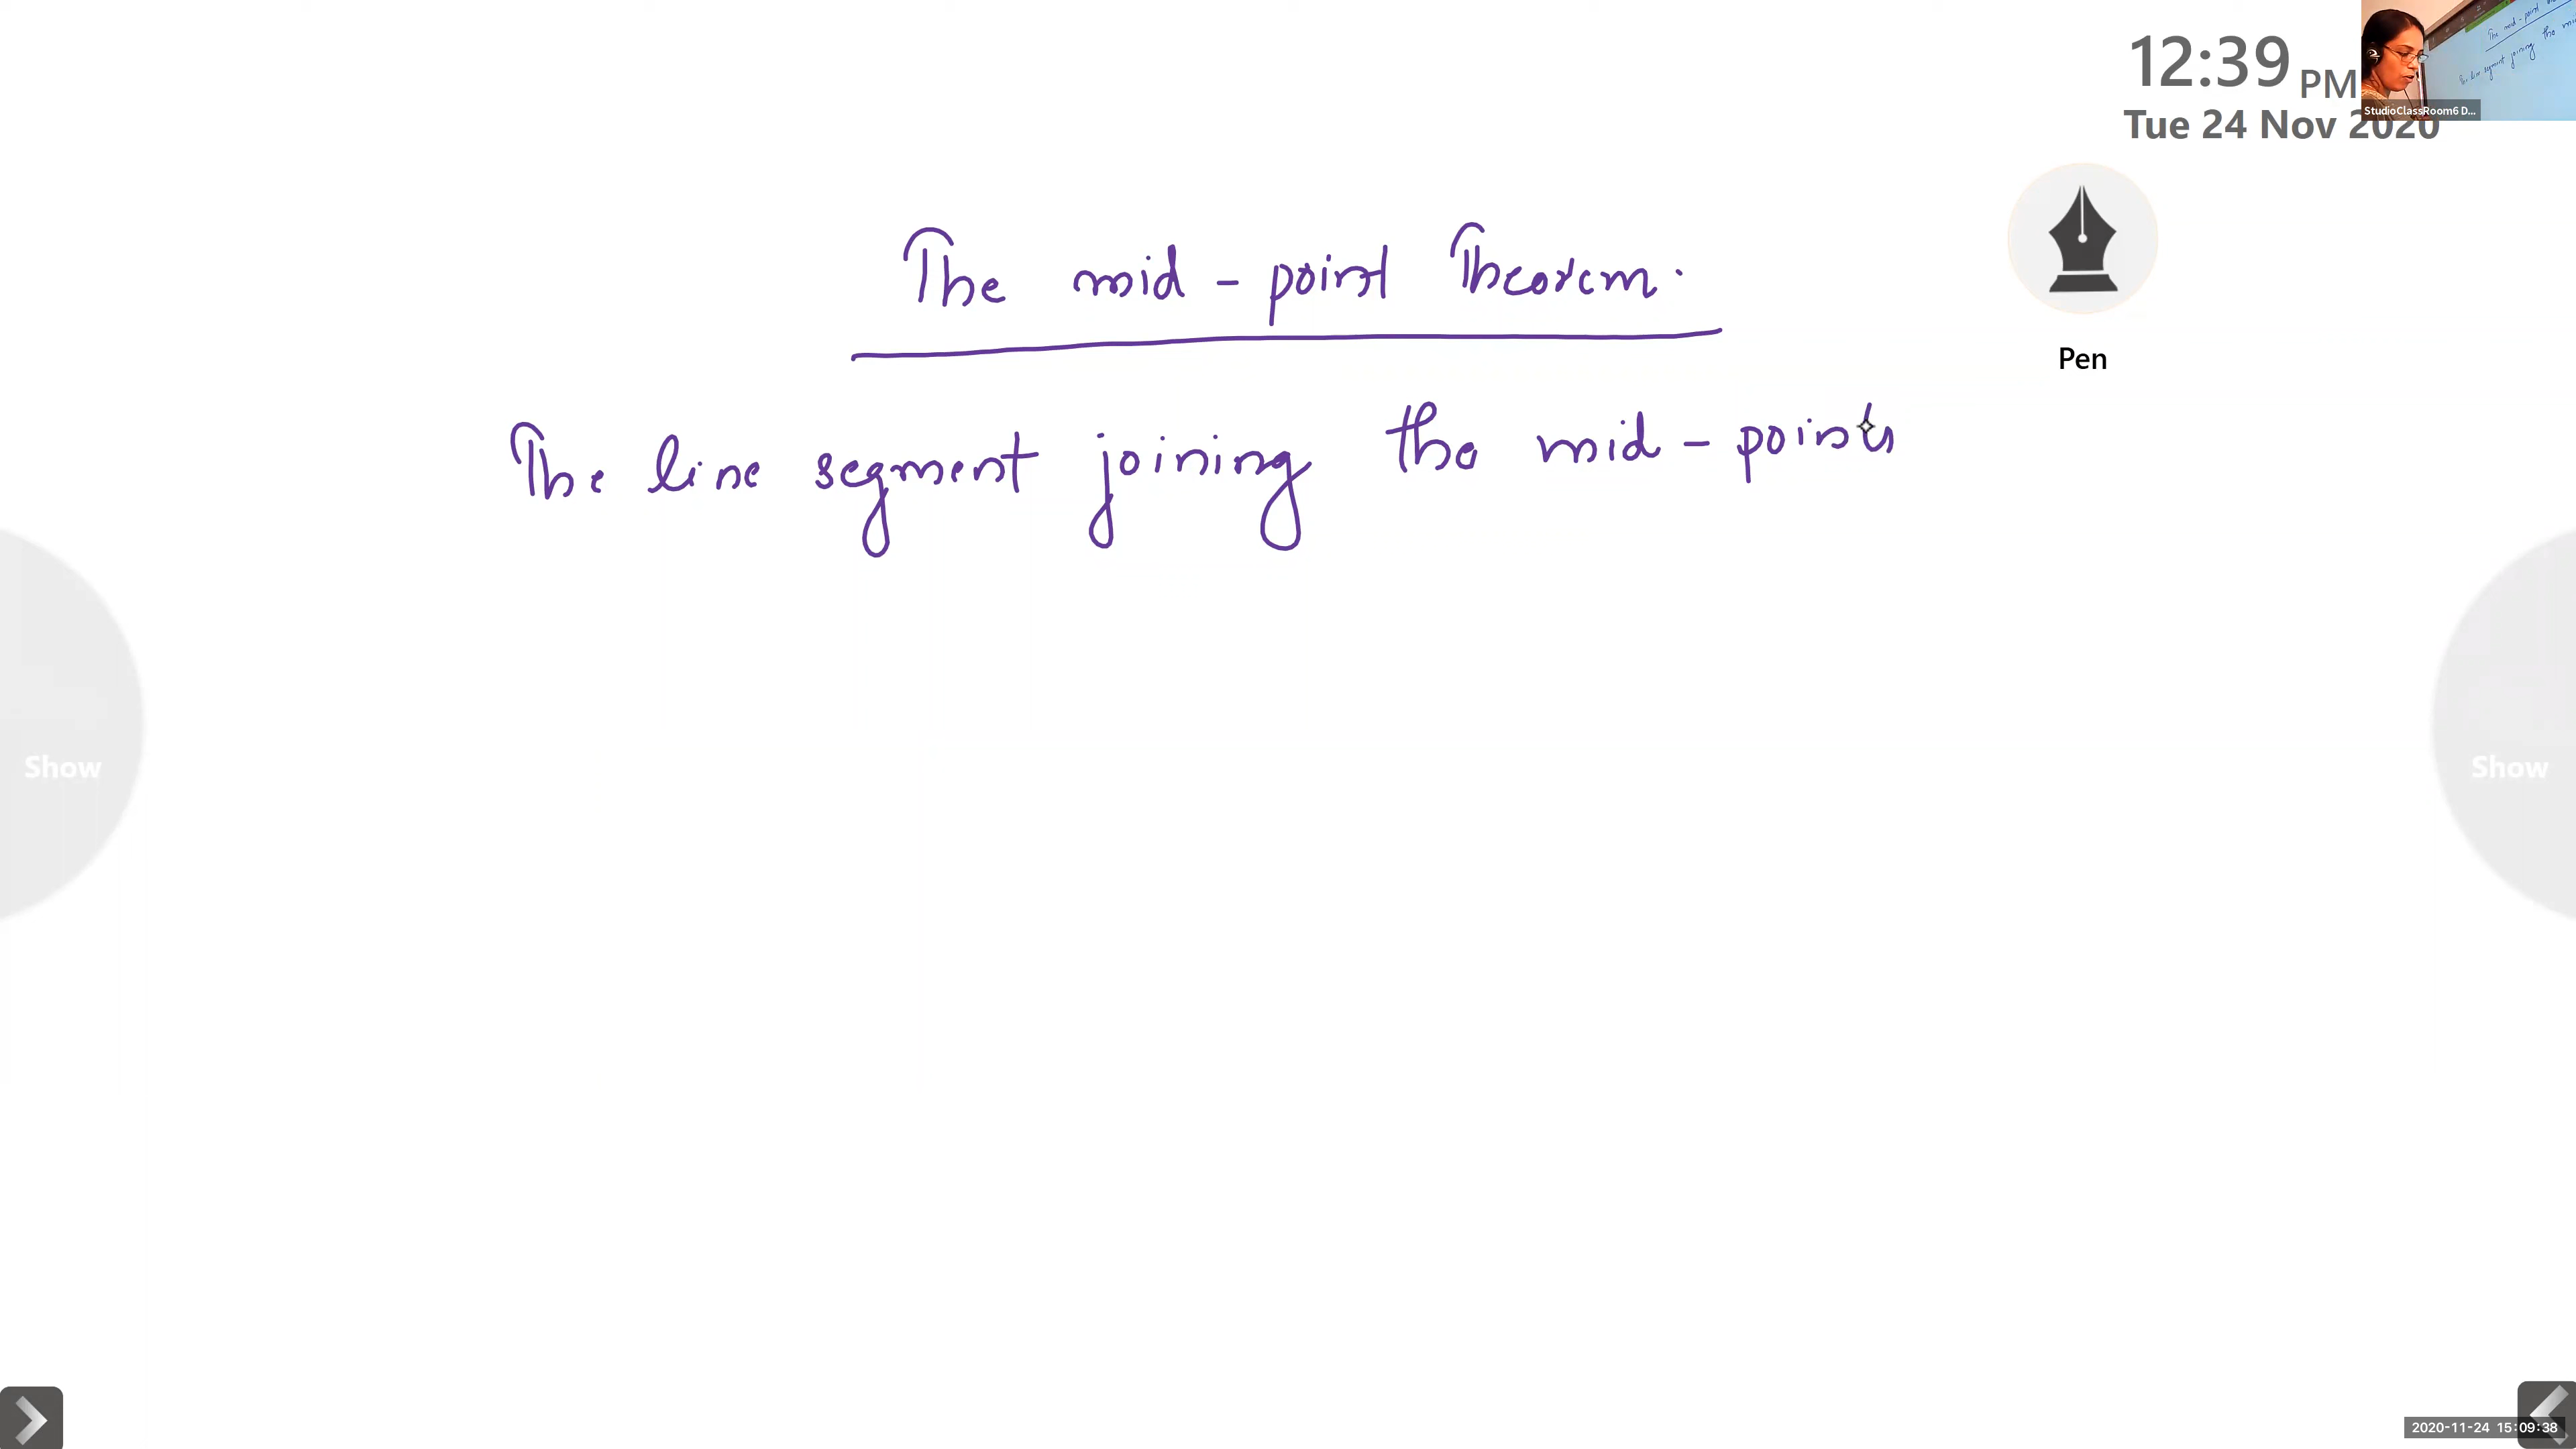 12:39 PM
Tue 24 Nov 2020
StudioClassRoom6 D...
The mid - point Theorem.
Pen
The line segment joining the mid - points
Show
Show
2020-11-24 15:09:38